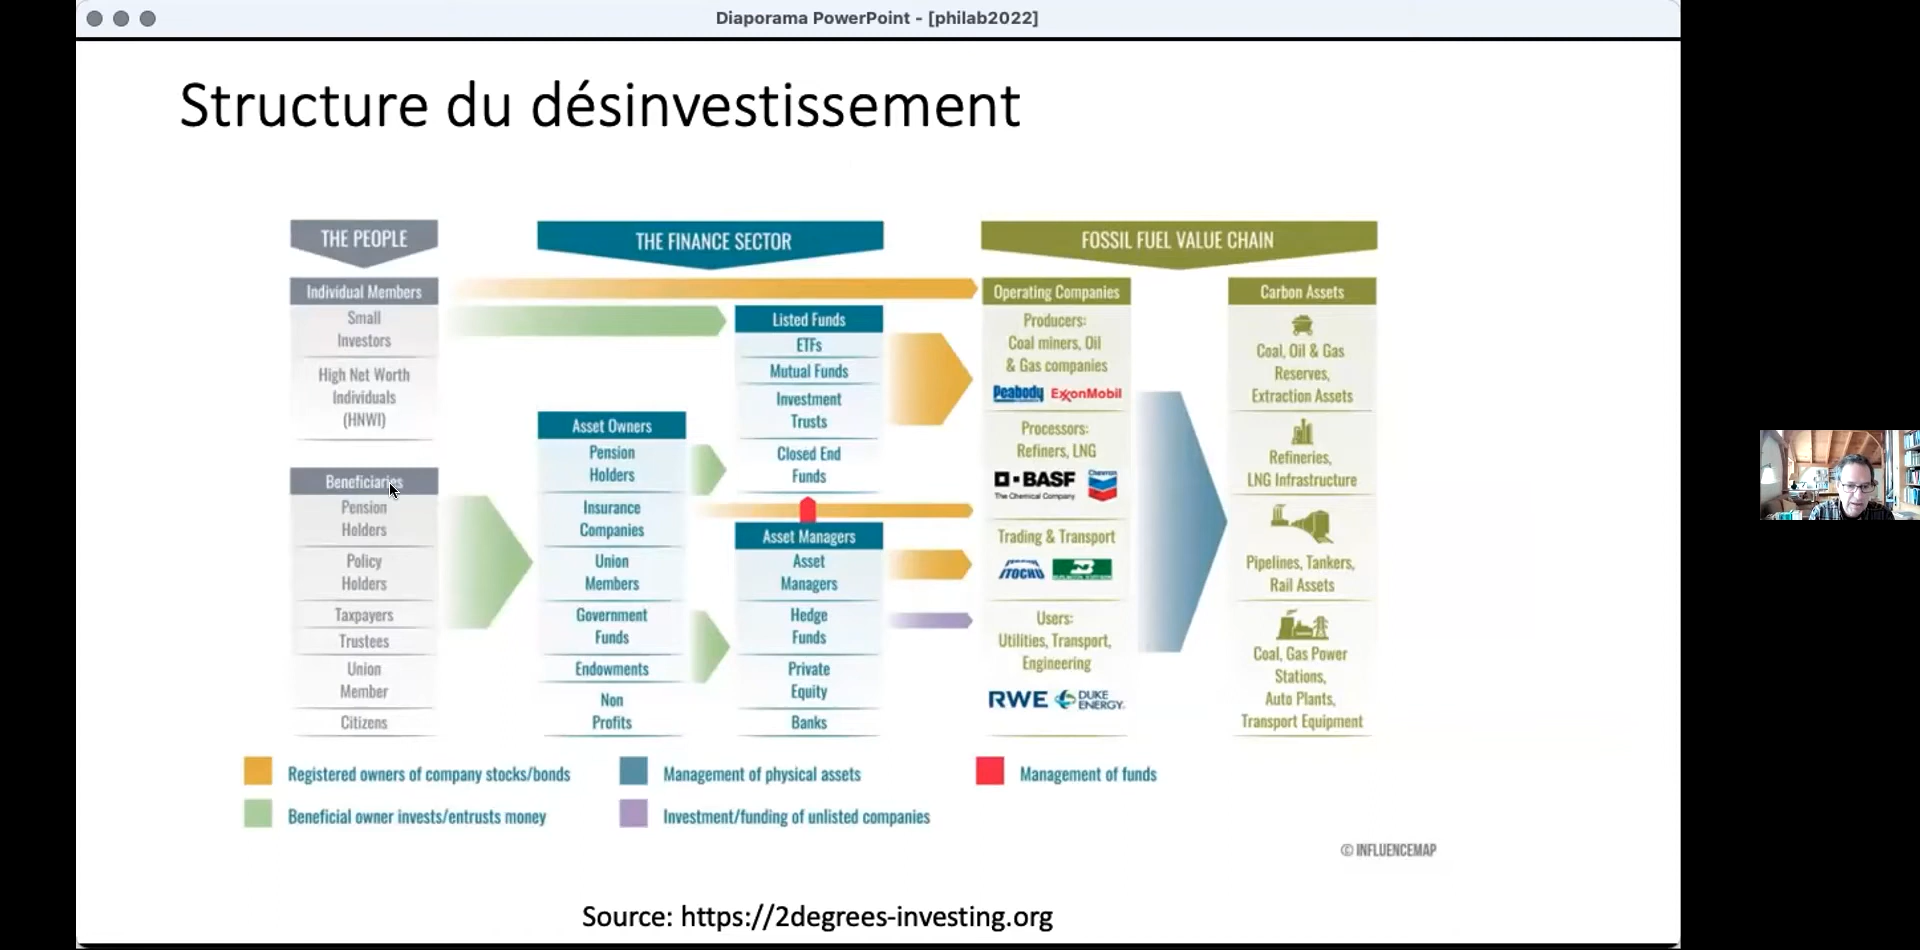 Diaporama PowerPoint - [philab2022]
Structure du désinvestissement
THE PEOPLE
Individual Members
Small
Investors
High Net Worth
Individuals
(HNWI)
Beneficiaries
Pension
Holders
Policy
Holders
Taxpayers
Trustees
Union
Member
Citizens
THE FINANCE SECTOR
Asset Owners
Pension
Holders
Insurance
Companies
Union
Members
Government
Funds
Endowments
Non
Profits
Listed Funds
ETFs
Mutual Funds
Investment
Trusts
Closed End
Funds
Asset Managers
Asset
Managers
Hedge
Funds
Private
Equity
Banks
FOSSIL FUEL VALUE CHAIN
Operating Companies
Producers:
Coal miners, Oil
& Gas companies
Peabody ExxonMobil
Processors:
Refiners, LNG
BASF
The Chemical Company
Chevron
Trading & Transport
ITOCHU
Users:
Utilities, Transport,
Engineering
RWE DUKE
ENERGY
Carbon Assets
Coal, Oil & Gas
Reserves,
Extraction Assets
Refineries,
LNG Infrastructure
Pipelines, Tankers,
Rail Assets
Coal, Gas Power
Stations,
Auto Plants,
Transport Equipment
Registered owners of company stocks/bonds
Management of physical assets
Management of funds
Beneficial owner invests/entrusts money
Investment/funding of unlisted companies
© INFLUENCEMAP
Source: https://2degrees-investing.org